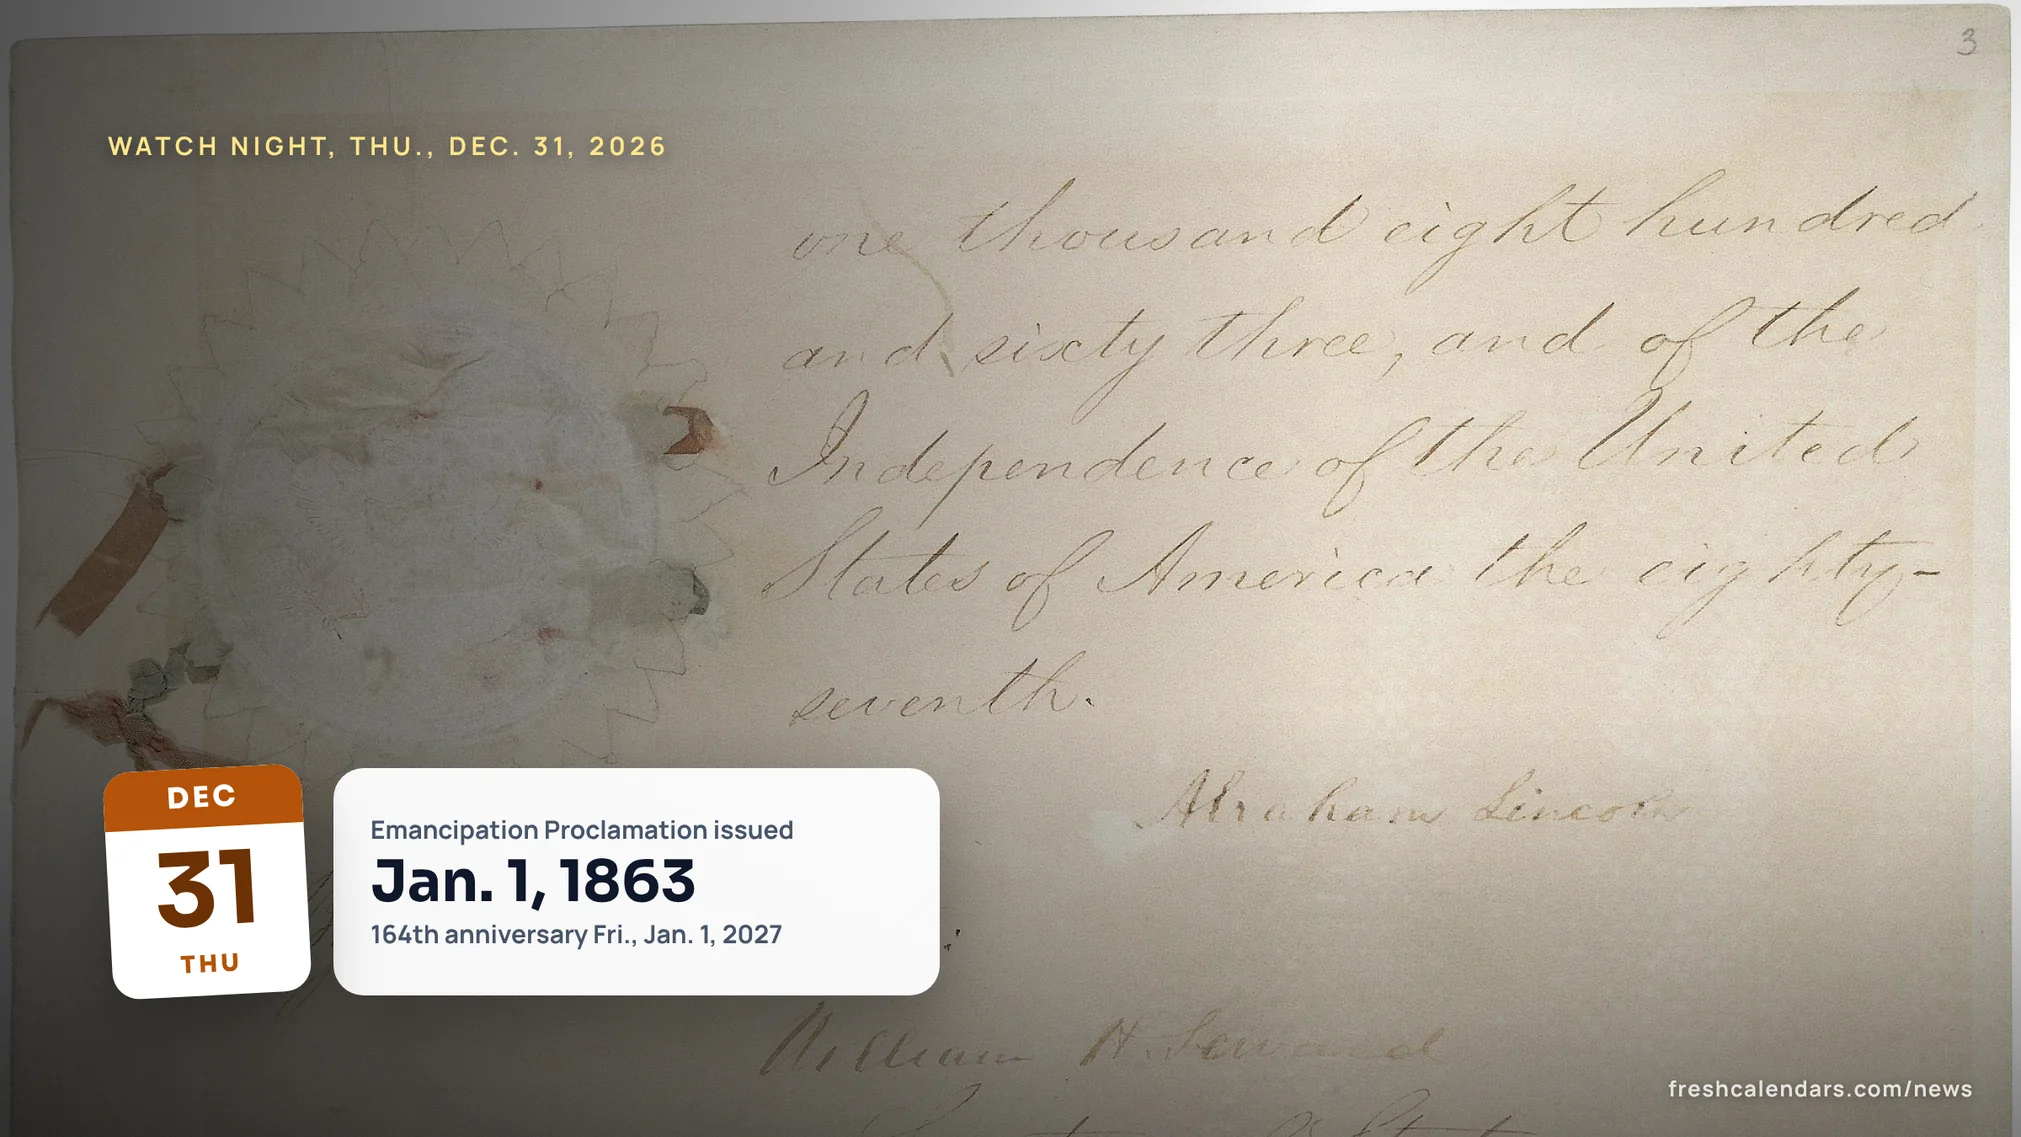 3
WATCH NIGHT, THU., DEC. 31, 2026
one thousand eight hundred
and sixty three, and of the
Independence of the United
States of America the eighty-
seventh.
Abraham Lincoln
DEC
31
THU
Emancipation Proclamation issued
Jan. 1, 1863
164th anniversary Fri., Jan. 1, 2027
William H. Seward
freshcalendars.com/news